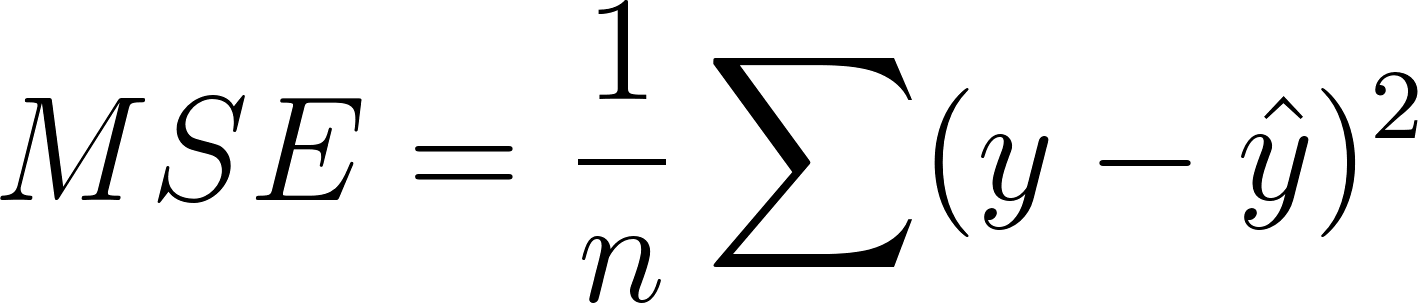 MSE = \frac{1}{n} \sum (y - \hat{y})^2